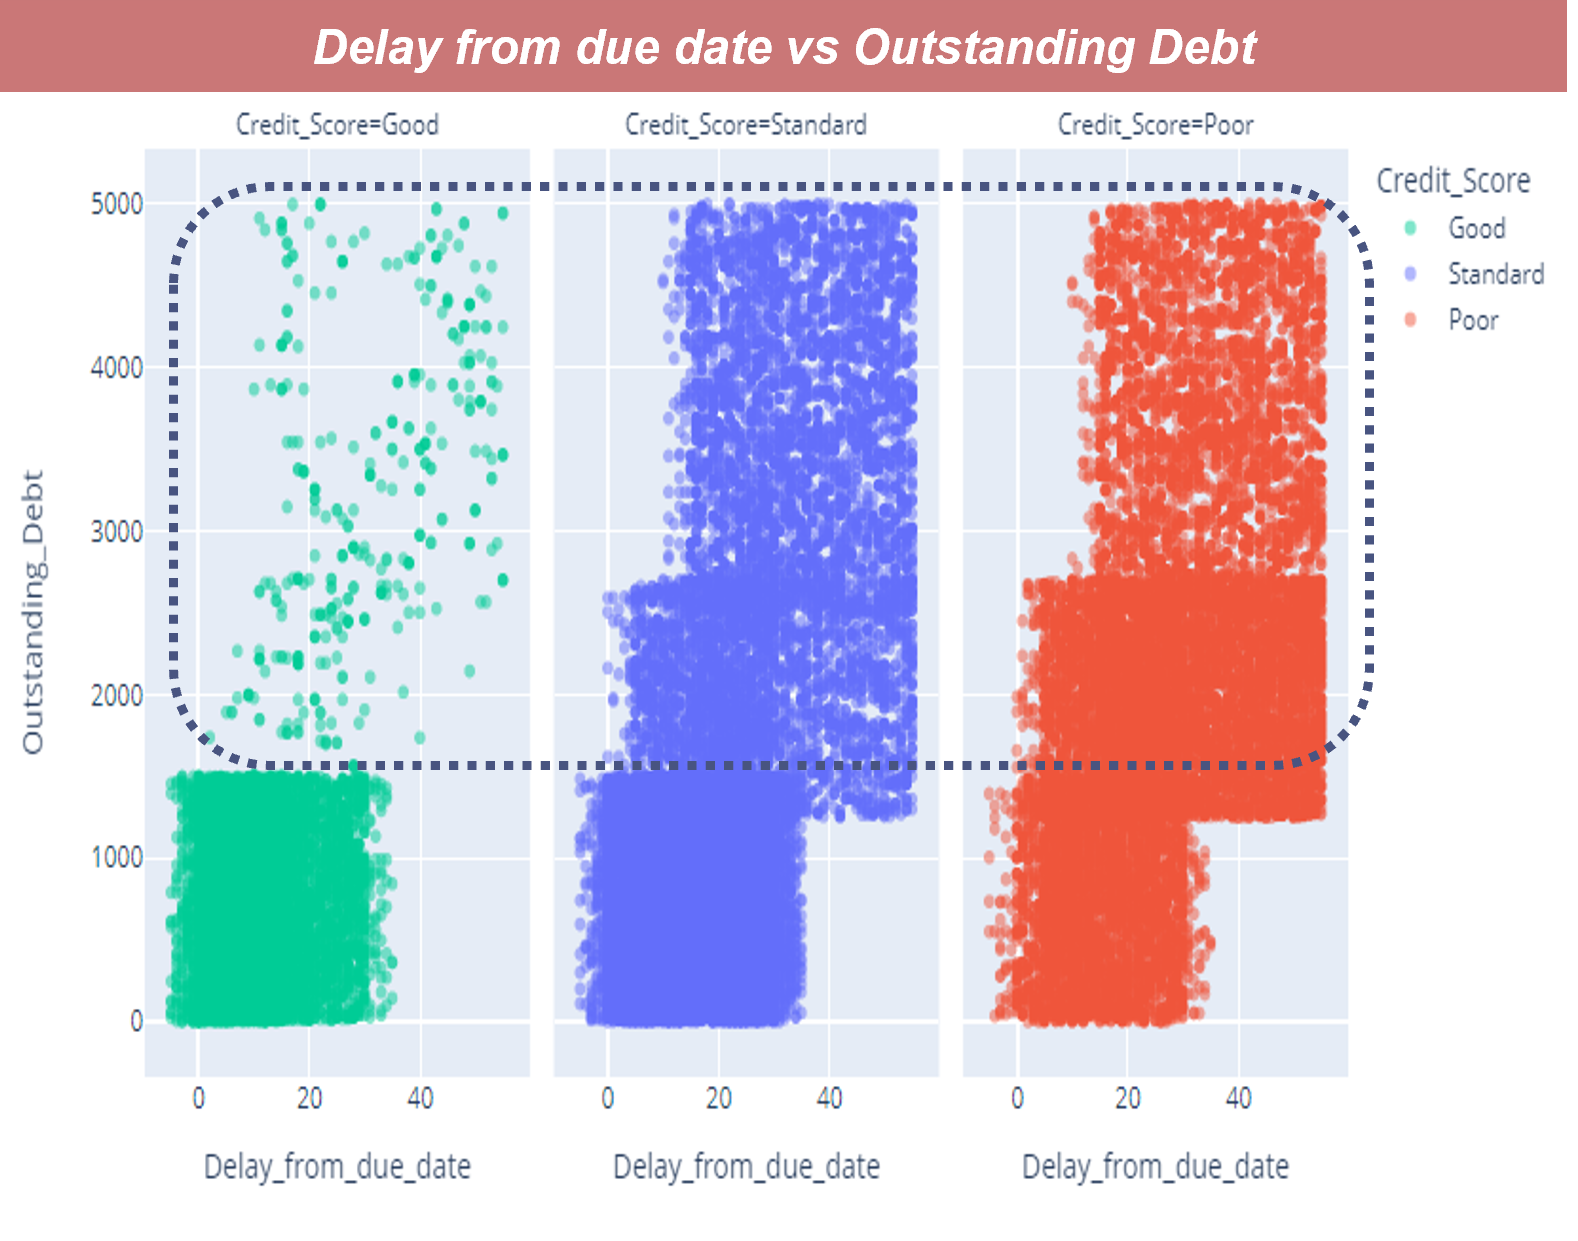 Delay from due date vs Outstanding Debt
Credit_Score=Good
Credit_Score=Standard
Credit_Score=Poor
Credit_Score
Good
Standard
Poor
Outstanding_Debt
5000
4000
3000
2000
1000
0
0 20 40
0 20 40
0 20 40
Delay_from_due_date
Delay_from_due_date
Delay_from_due_date